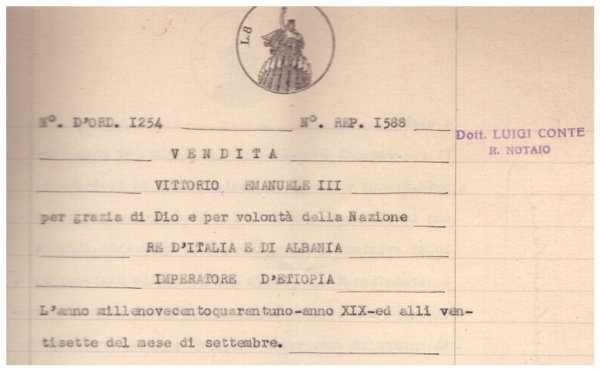 L.8
N°. D'ORD. I254 N°. REP. I588
Dott. LUIGI CONTE
R. NOTAIO
VENDITA
VITTORIO EMANUELE III
per grazia di Dio e per volontà della Nazione
RE D'ITALIA E DI ALBANIA
IMPERATORE D'ETIOPIA
L'anno millenovecentoquarantuno-anno XIX-ed alli ven-
tisette del mese di settembre.